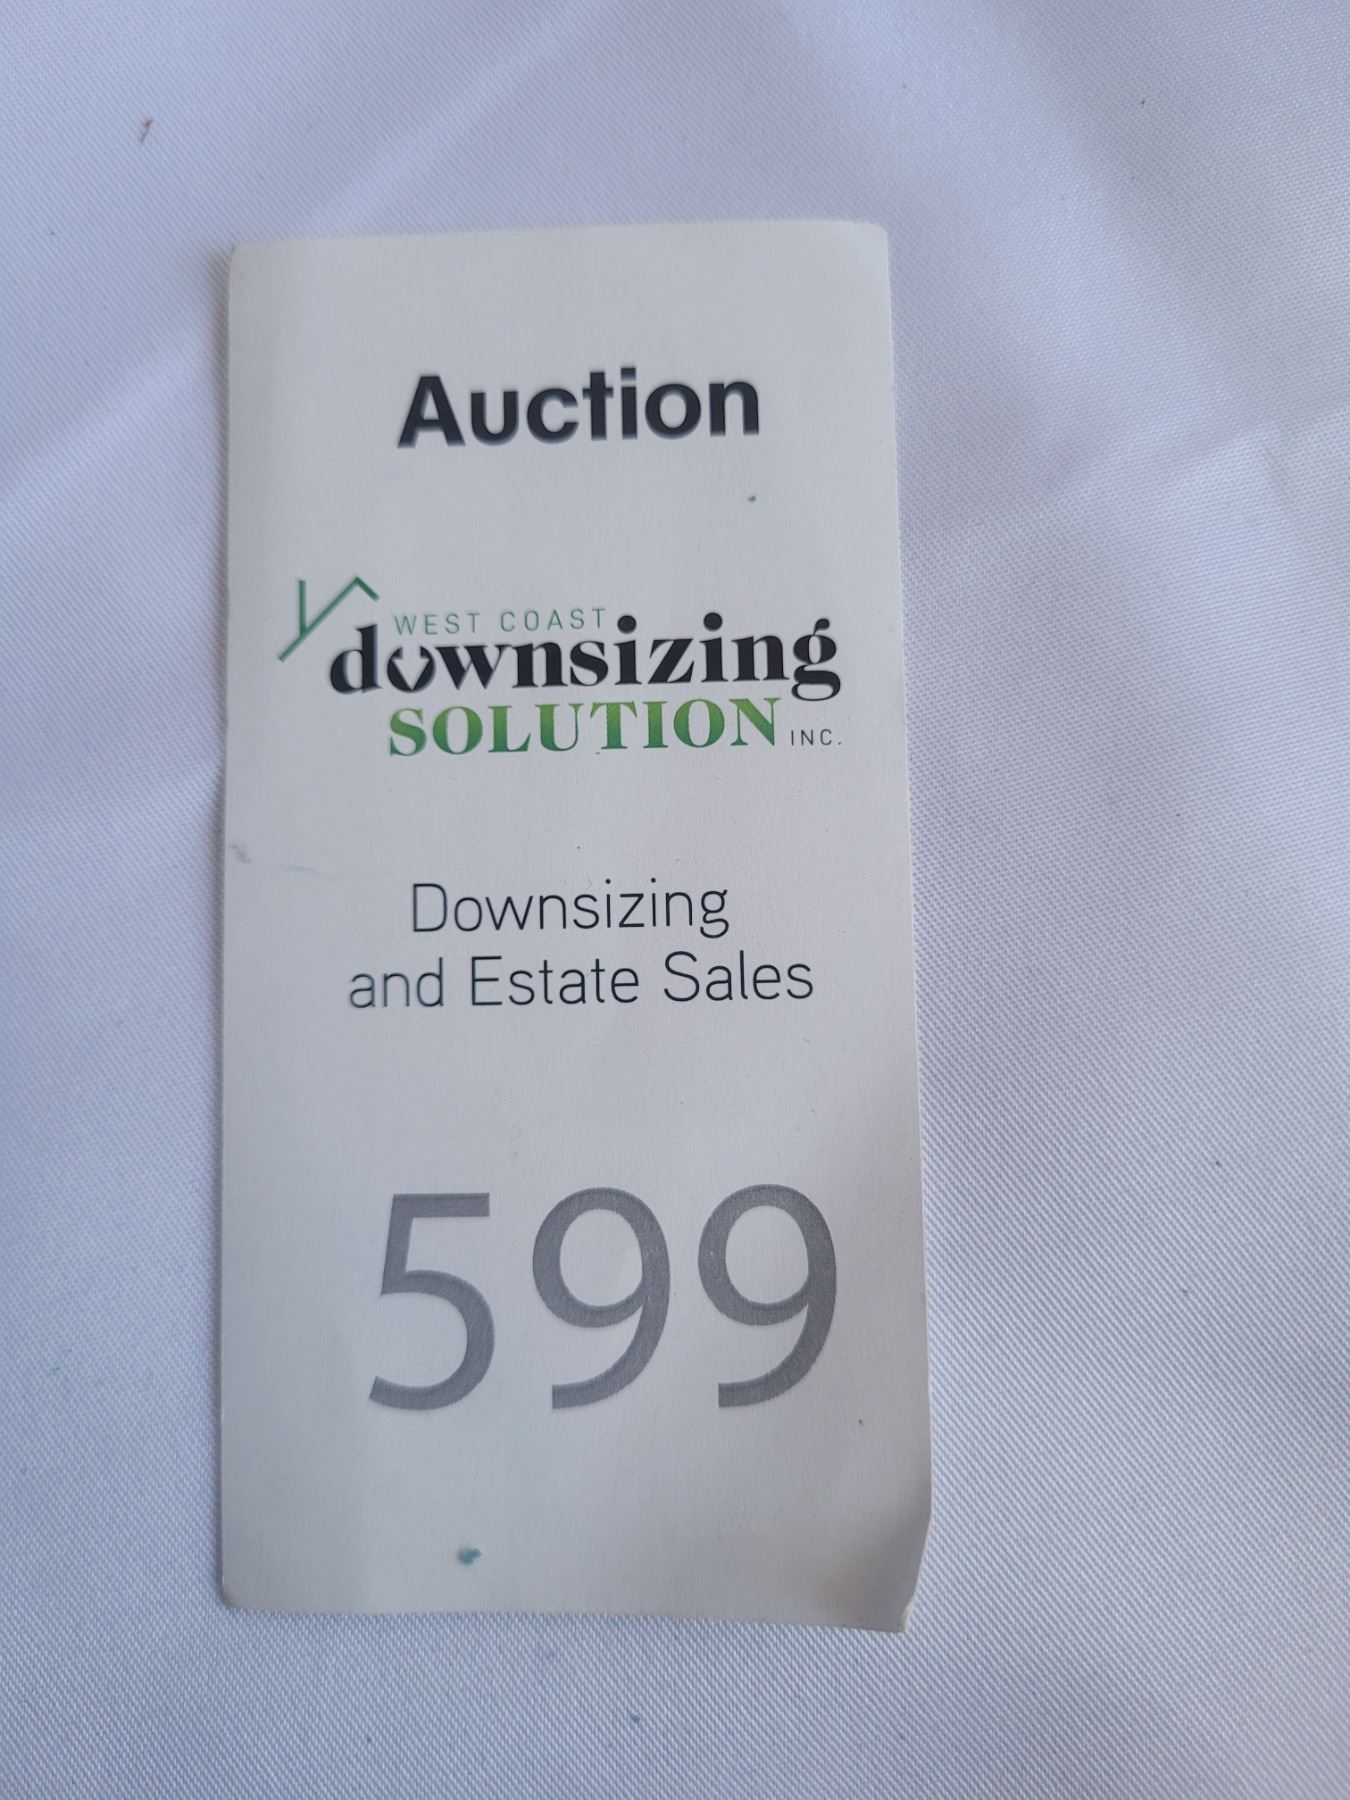 Auction
WEST COAST
downsizing
SOLUTION INC.
Downsizing
and Estate Sales
599